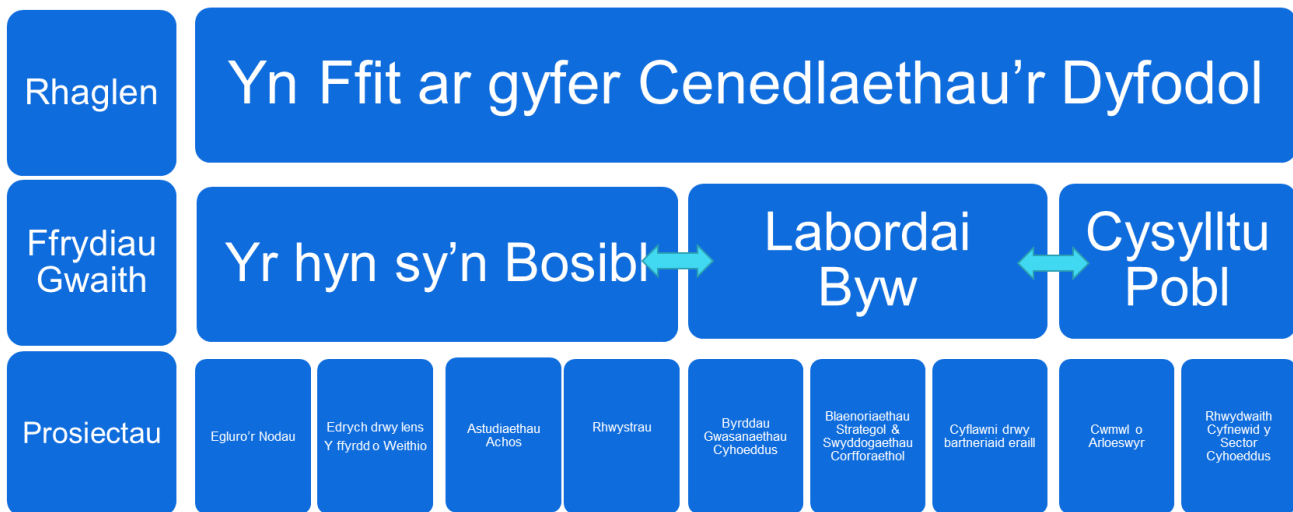 Rhaglen
Yn Ffit ar gyfer Cenedlaethau’r Dyfodol
Ffrydiau
Gwaith
Yr hyn sy’n Bosibl
Labordai
Byw
Cysylltu
Pobl
Prosiectau
Egluro’r Nodau
Edrych drwy lens
Y ffyrdd o Weithio
Astudiaethau
Achos
Rhwystrau
Byrddau
Gwasanaethau
Cyhoeddus
Blaenoriaethau
Strategol &
Swyddogaethau
Corfforaethol
Cyflawni drwy
bartneriaid eraill
Cwmwl o
Arloeswyr
Rhwydwaith
Cyfnewid y
Sector
Cyhoeddus